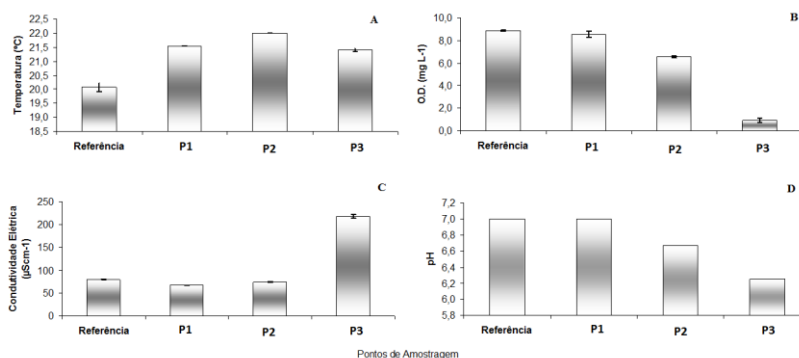 A
Temperatura (ºC)
22,5
22,0
21,5
21,0
20,5
20,0
19,5
19,0
18,5
Referência P1 P2 P3
B
O.D. (mg L-1)
10,0
8,0
6,0
4,0
2,0
0,0
Referência P1 P2 P3
C
Condutividade Elétrica
(µScm-1)
250
200
150
100
50
0
Referência P1 P2 P3
D
pH
7,2
7,0
6,8
6,6
6,4
6,2
6,0
5,8
Referência P1 P2 P3
Pontos de Amostragem